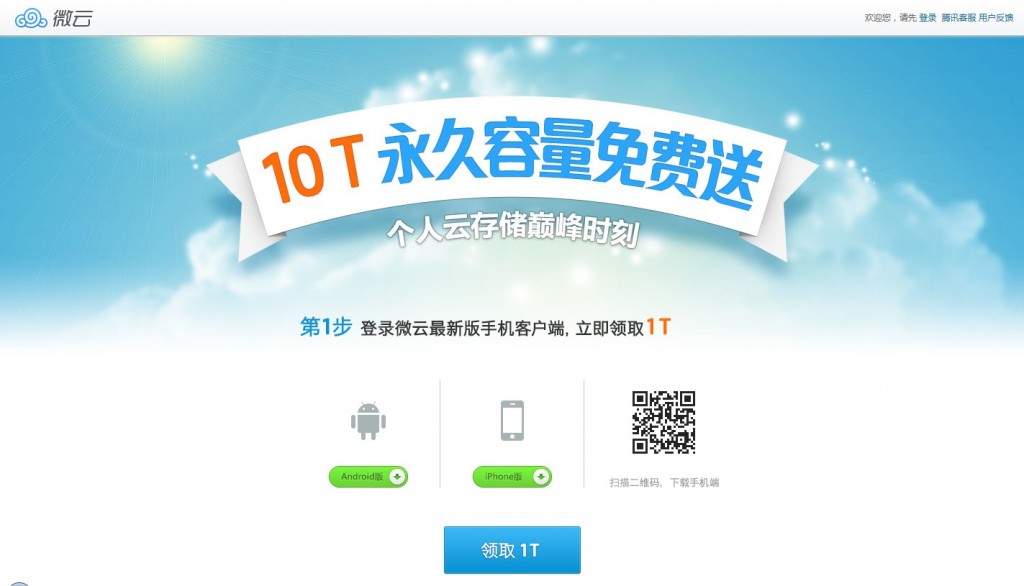 微云
欢迎您，请先 登录 腾讯客服 用户反馈
10T 永久容量免费送
个人云存储巅峰时刻
第1步 登录微云最新版手机客户端, 立即领取1T
Android版
iPhone版
扫描二维码，下载手机端
领取 1T